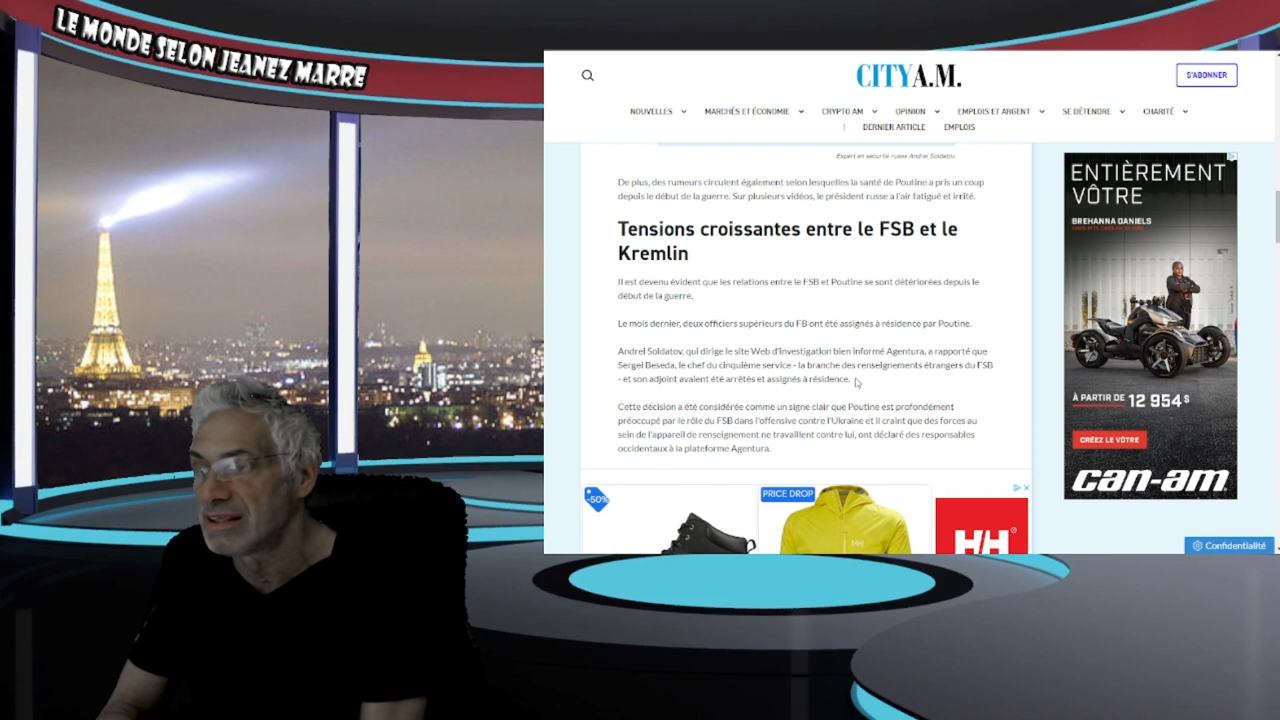 LE MONDE SELON JEANEZ MARRE
CITYA.M.
S'ABONNER
NOUVELLES MARCHÉS ET ÉCONOMIE CRYPTO AM OPINION EMPLOIS ET ARGENT SE DÉTENDRE CHARITÉ
| DERNIER ARTICLE EMPLOIS
Expert en sécurité russe Andrei Soldatov
De plus, des rumeurs circulent également selon lesquelles la santé de Poutine a pris un coup
depuis le début de la guerre. Sur plusieurs vidéos, le président russe a l'air fatigué et irrité.
Tensions croissantes entre le FSB et le
Kremlin
Il est devenu évident que les relations entre le FSB et Poutine se sont détériorées depuis le
début de la guerre.
Le mois dernier, deux officiers supérieurs du FB ont été assignés à résidence par Poutine.
Andrei Soldatov, qui dirige le site Web d'investigation bien informé Agentura, a rapporté que
Sergei Beseda, le chef du cinquième service - la branche des renseignements étrangers du FSB
- et son adjoint avaient été arrêtés et assignés à résidence.
Cette décision a été considérée comme un signe clair que Poutine est profondément
préoccupé par le rôle du FSB dans l'offensive contre l'Ukraine et il craint que des forces au
sein de l'appareil de renseignement ne travaillent contre lui, ont déclaré des responsables
occidentaux à la plateforme Agentura.
ENTIÈREMENT
VÔTRE
BREHANNA DANIELS
À PARTIR DE 12 954$
CRÉEZ LE VÔTRE
can-am
-50%
PRICE DROP
HH
HH®
Confidentialité